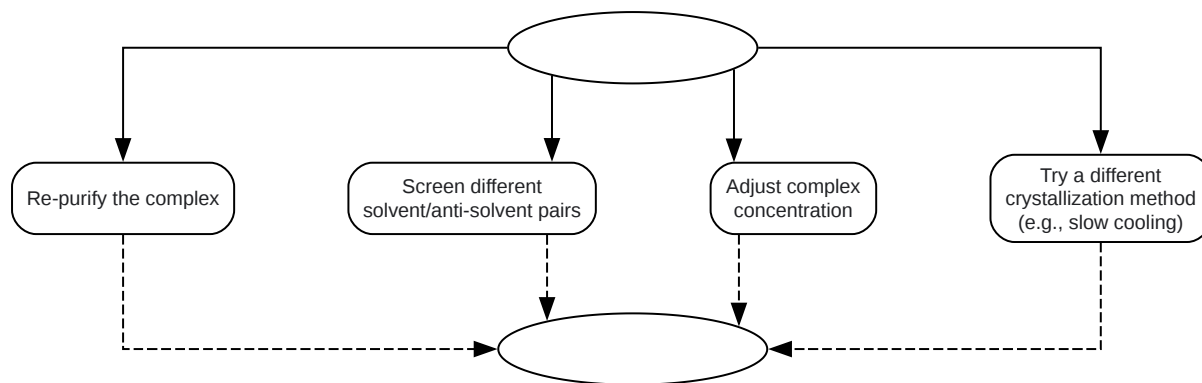 Re-purify the complex
Screen different
solvent/anti-solvent pairs
Adjust complex
concentration
Try a different
crystallization method
(e.g., slow cooling)